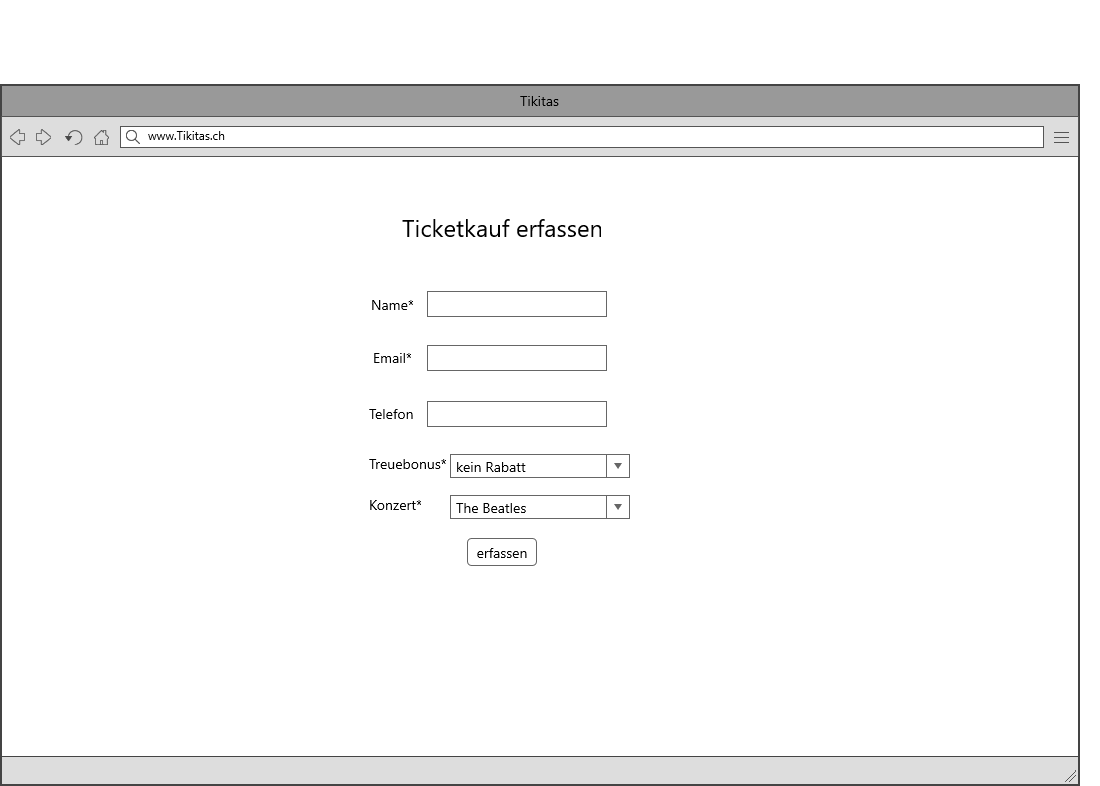 Tikitas
www.Tikitas.ch
Ticketkauf erfassen
Name*
Email*
Telefon
Treuebonus* kein Rabatt
Konzert* The Beatles
erfassen